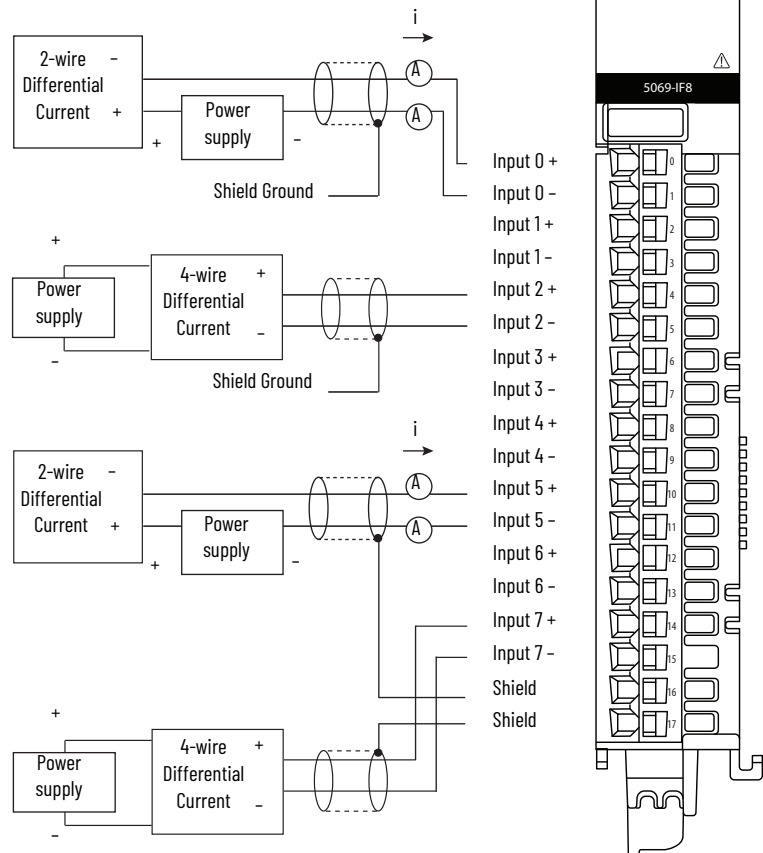 i
2-wire –
Differential
Current +
A
A
Power
supply
+
–
Shield Ground
+
Power
supply
–
4-wire +
Differential
Current –
Shield Ground
i
2-wire –
Differential
Current +
A
A
Power
supply
+
–
+
Power
supply
–
4-wire +
Differential
Current –
Input 0 +
Input 0 –
Input 1 +
Input 1 –
Input 2 +
Input 2 –
Input 3 +
Input 3 –
Input 4 +
Input 4 –
Input 5 +
Input 5 –
Input 6 +
Input 6 –
Input 7 +
Input 7 –
Shield
Shield
5069-IF8
0
1
2
3
4
5
6
7
8
9
10
11
12
13
14
15
16
17